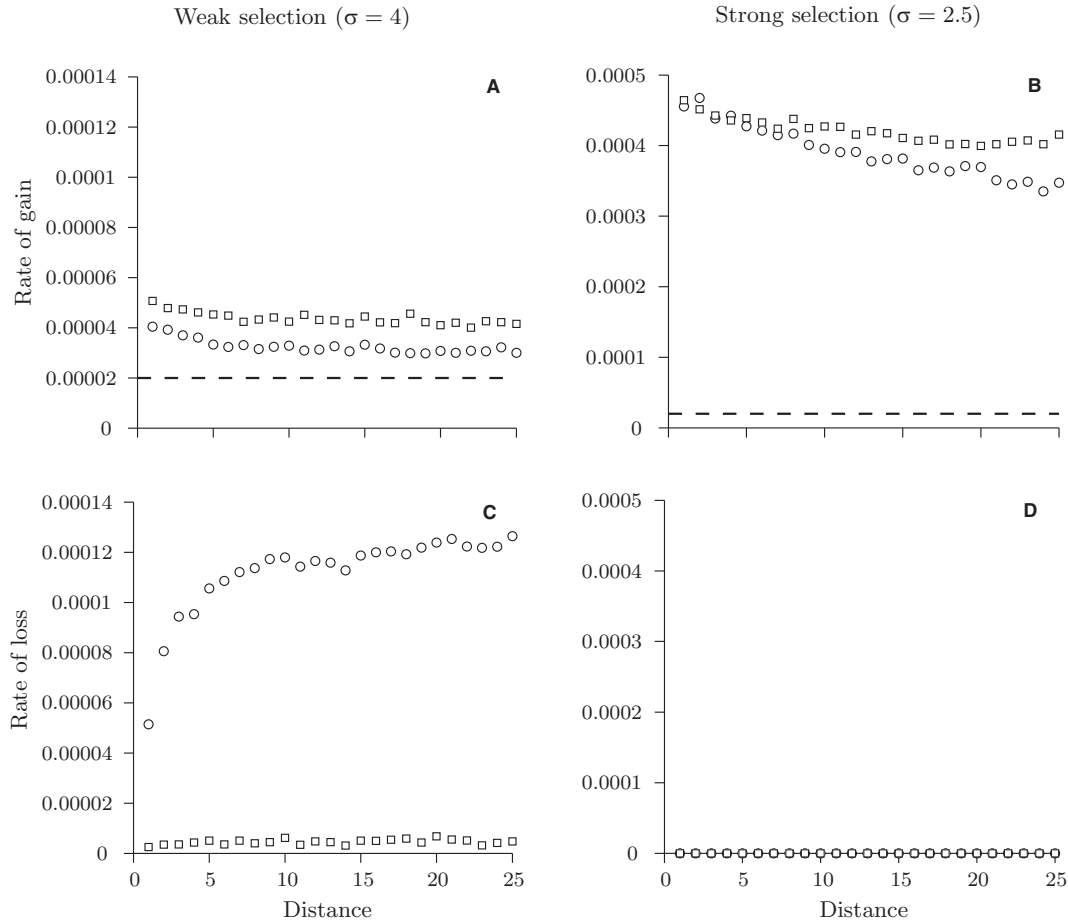 Weak selection (σ = 4)
Strong selection (σ = 2.5)
A
0.00014
0.00012
0.0001
0.00008
0.00006
0.00004
0.00002
0
Rate of gain
B
0.0005
0.0004
0.0003
0.0002
0.0001
0
C
0.00014
0.00012
0.0001
0.00008
0.00006
0.00004
0.00002
0
Rate of loss
0 5 10 15 20 25
Distance
D
0.0005
0.0004
0.0003
0.0002
0.0001
0
0 5 10 15 20 25
Distance